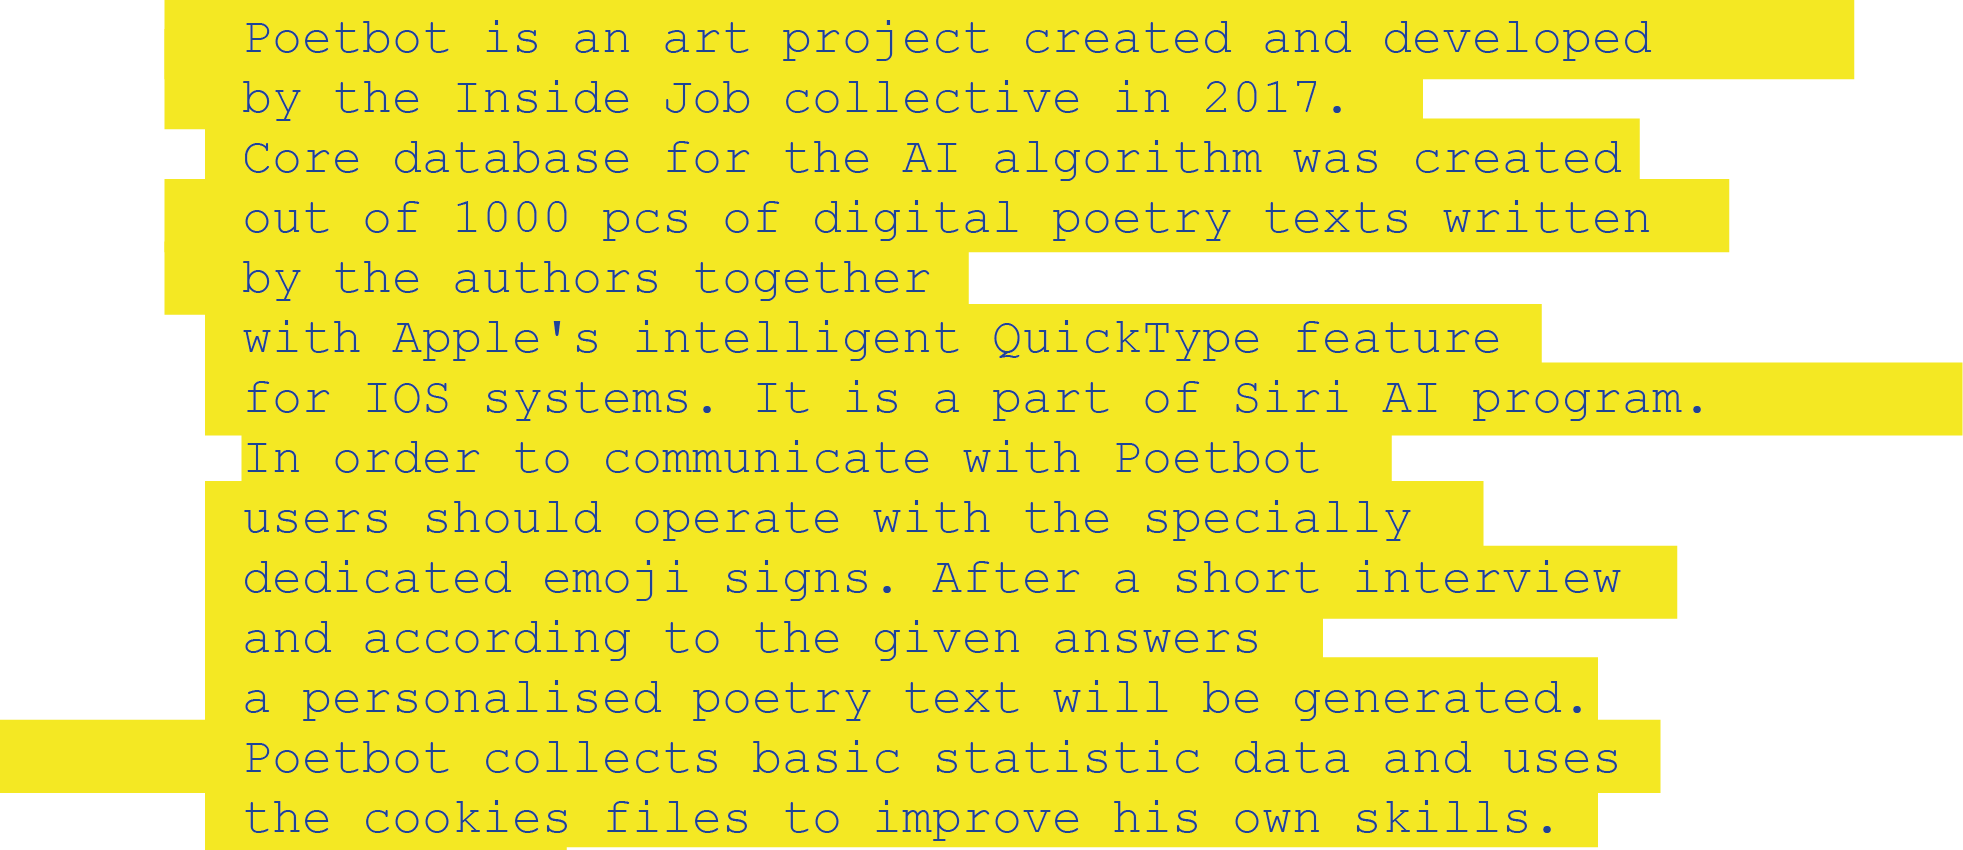 Poetbot is an art project created and developed
by the Inside Job collective in 2017.
Core database for the AI algorithm was created
out of 1000 pcs of digital poetry texts written
by the authors together
with Apple's intelligent QuickType feature
for IOS systems. It is a part of Siri AI program.
In order to communicate with Poetbot
users should operate with the specially
dedicated emoji signs. After a short interview
and according to the given answers
a personalised poetry text will be generated.
Poetbot collects basic statistic data and uses
the cookies files to improve his own skills.